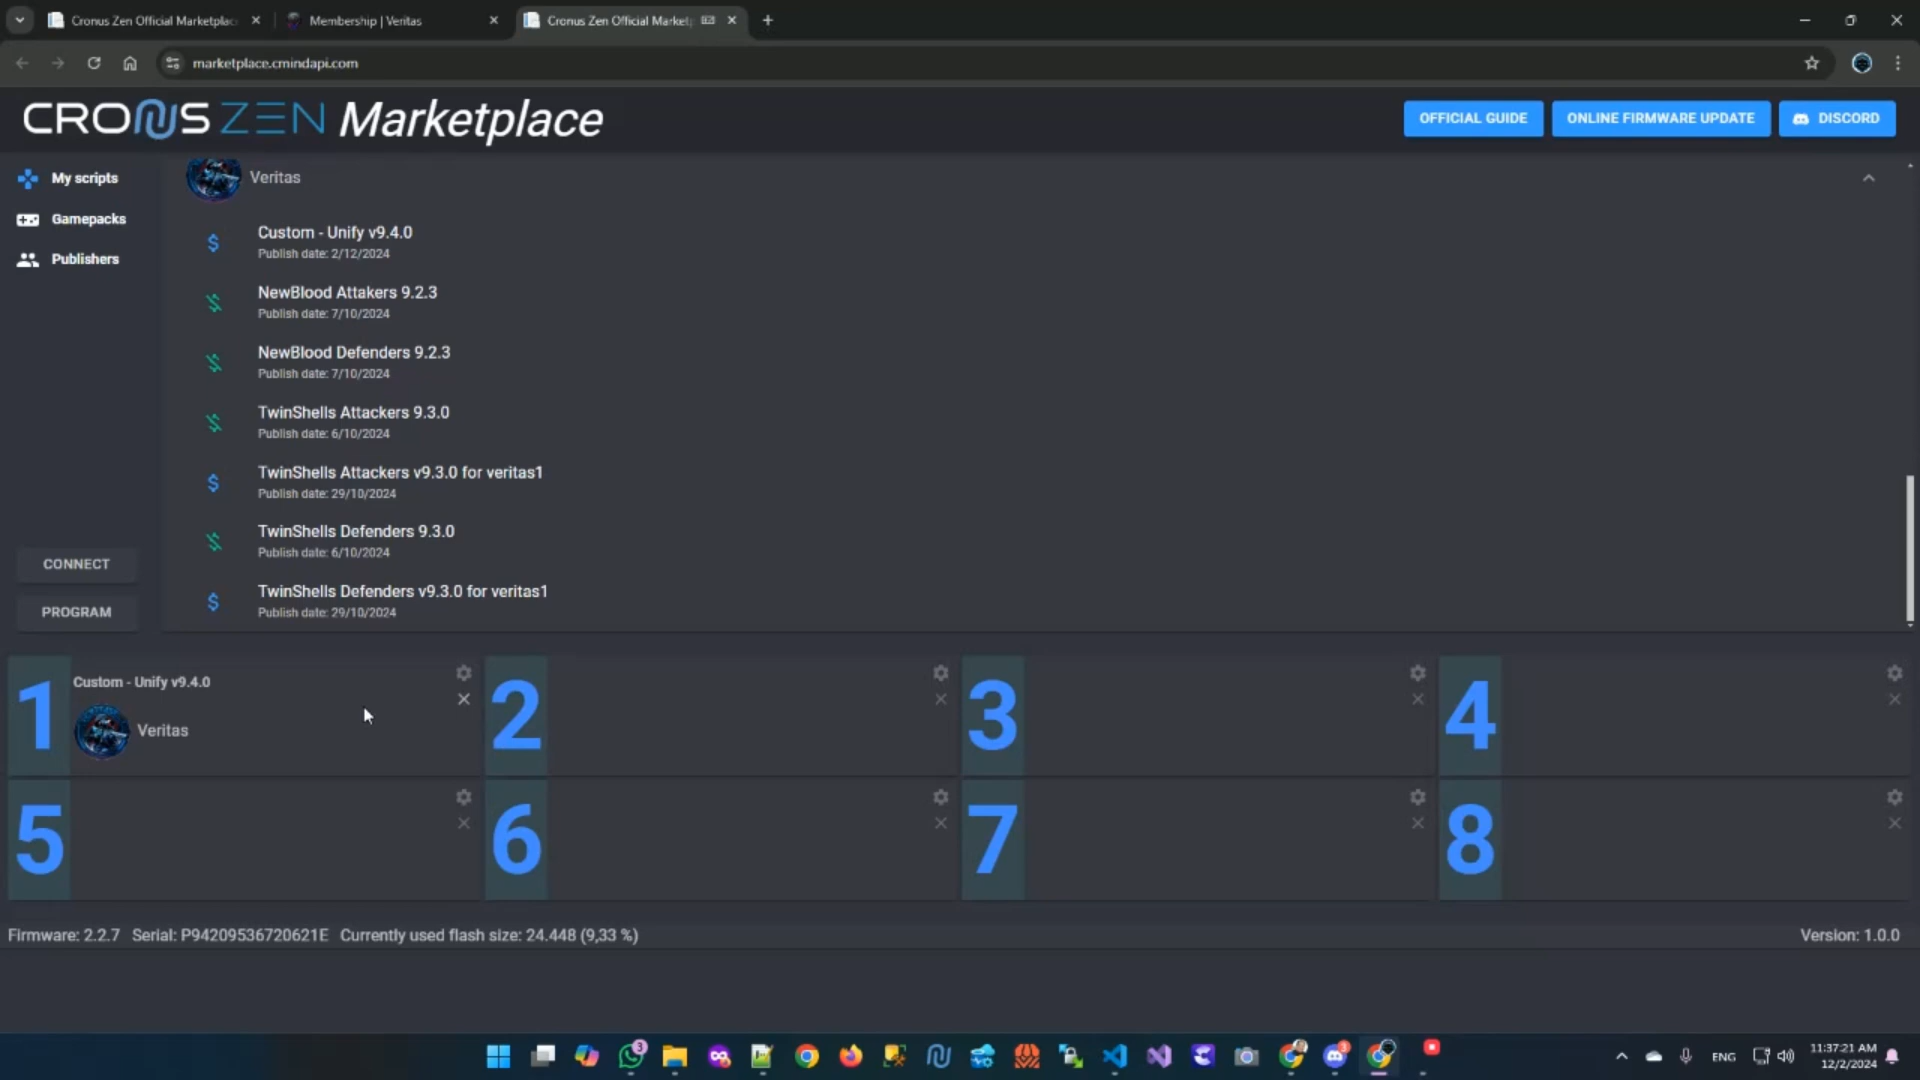 Cronus Zen Official Marketplac
Membership | Veritas
Cronus Zen Official Market
marketplace.cmindapi.com
CRONUS ZEN Marketplace
OFFICIAL GUIDE
ONLINE FIRMWARE UPDATE
DISCORD
My scripts
Gamepacks
Publishers
CONNECT
PROGRAM
Veritas
Custom - Unify v9.4.0
Publish date: 2/12/2024
NewBlood Attakers 9.2.3
Publish date: 7/10/2024
NewBlood Defenders 9.2.3
Publish date: 7/10/2024
TwinShells Attackers 9.3.0
Publish date: 6/10/2024
TwinShells Attackers v9.3.0 for veritas1
Publish date: 29/10/2024
TwinShells Defenders 9.3.0
Publish date: 6/10/2024
TwinShells Defenders v9.3.0 for veritas1
Publish date: 29/10/2024
1
Custom - Unify v9.4.0
Veritas
2
3
4
5
6
7
8
Firmware: 2.2.7 Serial: P94209536720621E Currently used flash size: 24.448 (9,33 %)
Version: 1.0.0
3
3
ENG
11:37:21 AM
12/2/2024